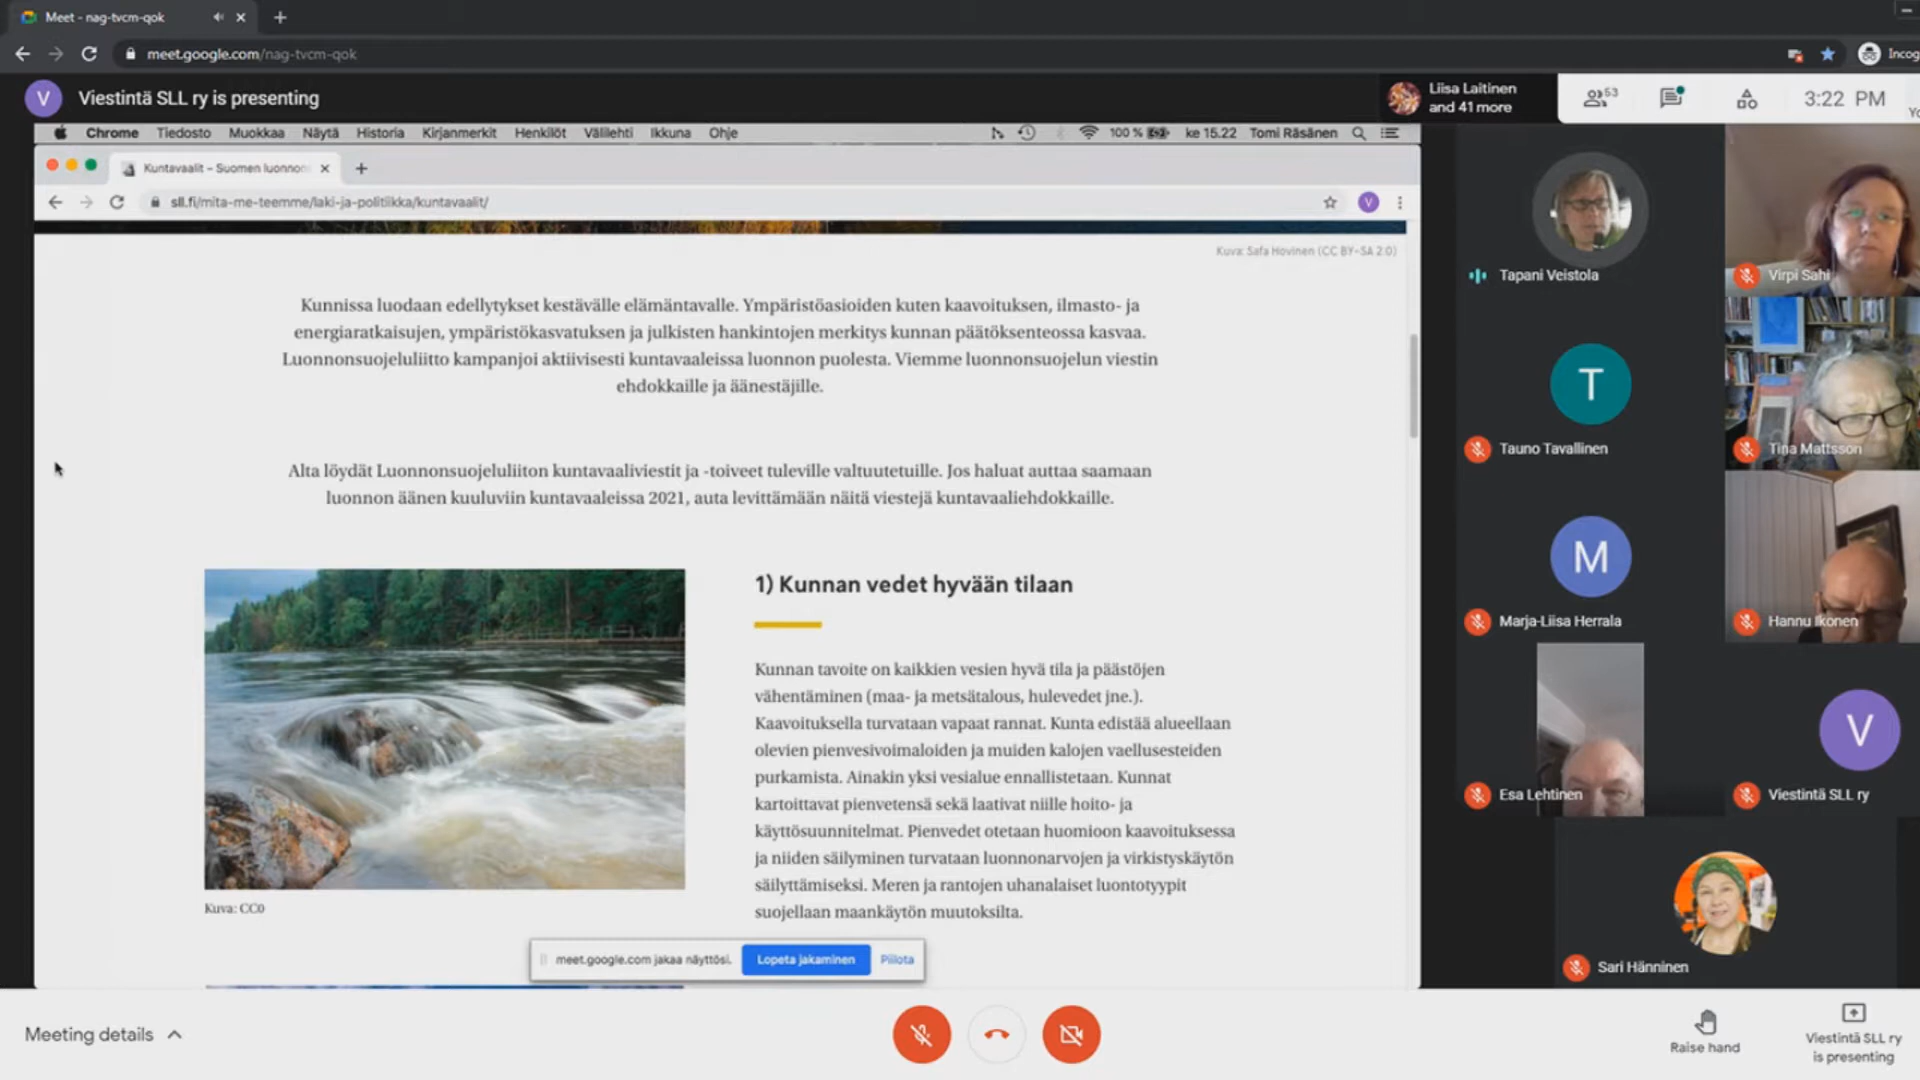 Meet - nag-tvcm-qok
meet.google.com/nag-tvcm-qok
V
Viestintä SLL ry is presenting
Liisa Laitinen
and 41 more
53
3:22 PM
Chrome Tiedosto Muokkaa Näytä Historia Kirjanmerkit Henkilöt Välilehti Ikkuna Ohje
100 % ke 15.22 Tomi Räsänen
Kuntavaalit – Suomen luonnon
sll.fi/mita-me-teemme/laki-ja-politiikka/kuntavaalit/
V
Kuva: Safa Hovinen (CC BY-SA 2.0)
Kunnissa luodaan edellytykset kestävälle elämäntavalle. Ympäristöasioiden kuten kaavoituksen, ilmasto- ja
energiaratkaisujen, ympäristökasvatuksen ja julkisten hankintojen merkitys kunnan päätöksenteossa kasvaa.
Luonnonsuojeluliitto kampanjoi aktiivisesti kuntavaaleissa luonnon puolesta. Viemme luonnonsuojelun viestin
ehdokkaille ja äänestäjille.
Alta löydät Luonnonsuojeluliiton kuntavaaliviestit ja -toiveet tuleville valtuutetuille. Jos haluat auttaa saamaan
luonnon äänen kuuluviin kuntavaaleissa 2021, auta levittämään näitä viestejä kuntavaaliehdokkaille.
1) Kunnan vedet hyvään tilaan
Kunnan tavoite on kaikkien vesien hyvä tila ja päästöjen
vähentäminen (maa- ja metsätalous, hulevedet jne.).
Kaavoituksella turvataan vapaat rannat. Kunta edistää alueellaan
olevien pienvesivoimaloiden ja muiden kalojen vaellusesteiden
purkamista. Ainakin yksi vesialue ennallistetaan. Kunnat
kartoittavat pienvetensä sekä laativat niille hoito- ja
käyttösuunnitelmat. Pienvedet otetaan huomioon kaavoituksessa
ja niiden säilyminen turvataan luonnonarvojen ja virkistyskäytön
säilyttämiseksi. Meren ja rantojen uhanalaiset luontotyypit
suojellaan maankäytön muutoksilta.
Kuva: CC0
meet.google.com jakaa näyttösi. Lopeta jakaminen Piilota
Tapani Veistola
Virpi Sahi
T
Tauno Tavallinen
Tina Mattsson
M
Marja-Liisa Herrala
Hannu Ikonen
Esa Lehtinen
V
Viestintä SLL ry
Sari Hänninen
Meeting details
Raise hand
Viestintä SLL ry
is presenting